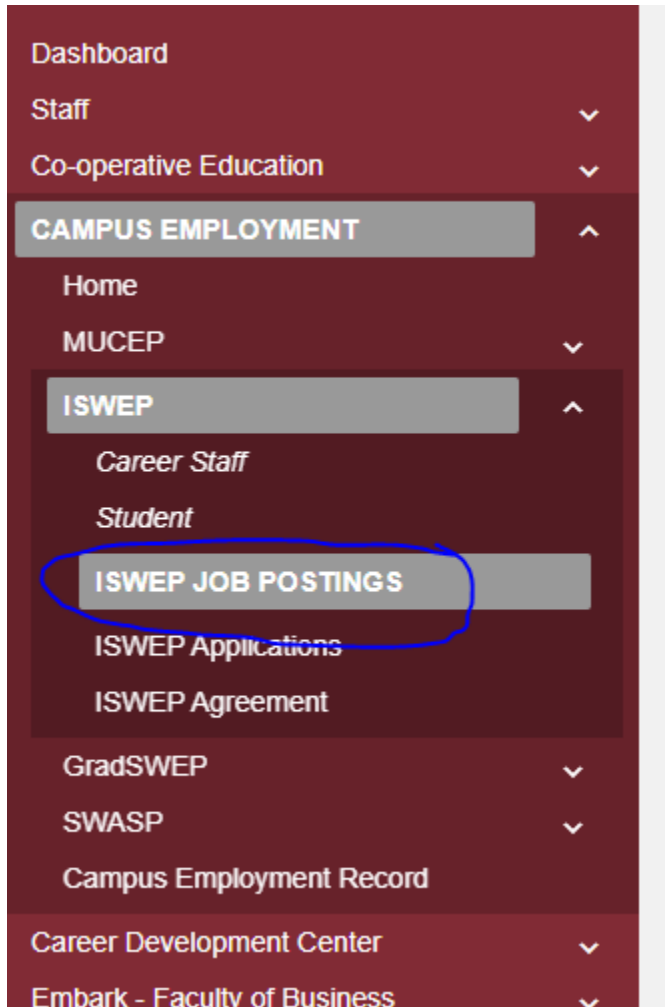 Dashboard
Staff
Co-operative Education
CAMPUS EMPLOYMENT
Home
MUCEP
ISWEP
Career Staff
Student
ISWEP JOB POSTINGS
ISWEP Applications
ISWEP Agreement
GradSWEP
SWASP
Campus Employment Record
Career Development Center
Embark - Faculty of Business